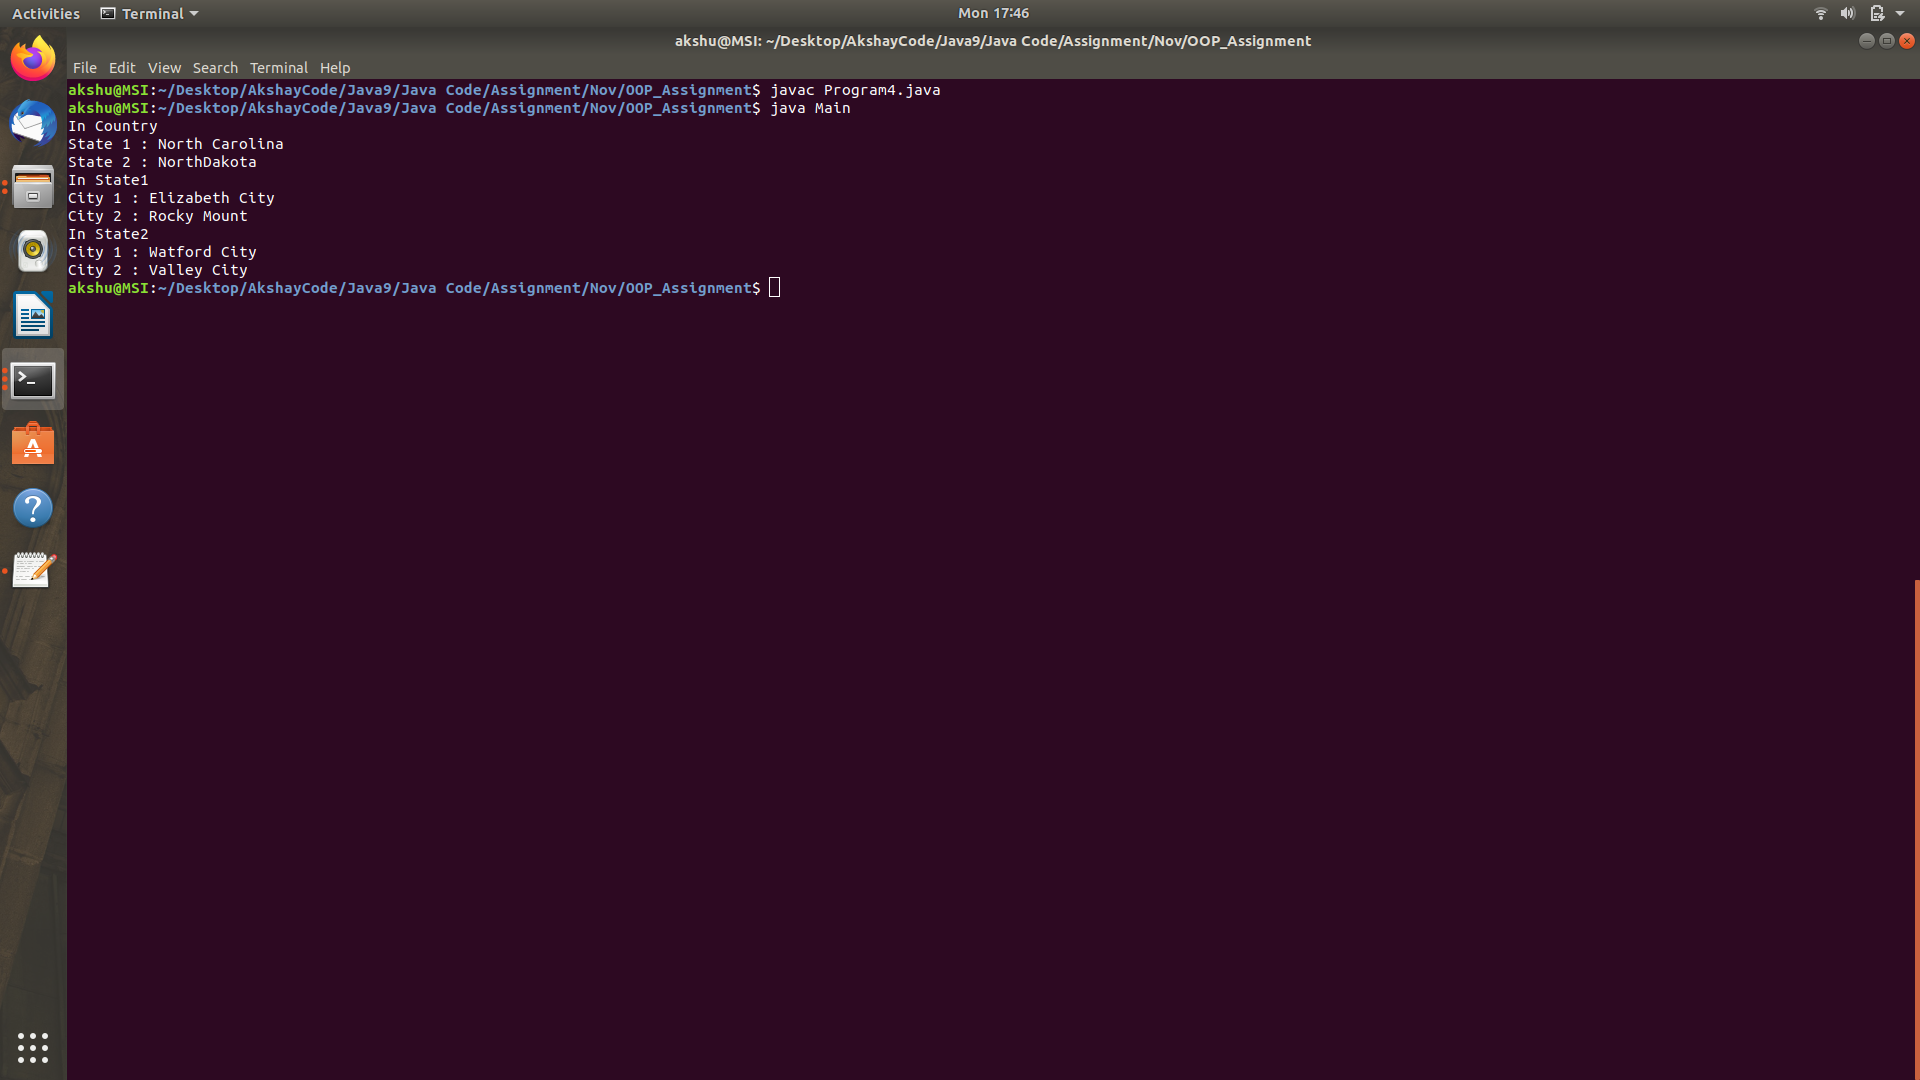 Activities Terminal Mon 17:46
akshu@MSI: ~/Desktop/AkshayCode/Java9/Java Code/Assignment/Nov/OOP_Assignment
File Edit View Search Terminal Help
akshu@MSI:~/Desktop/AkshayCode/Java9/Java Code/Assignment/Nov/OOP_Assignment$ javac Program4.java
akshu@MSI:~/Desktop/AkshayCode/Java9/Java Code/Assignment/Nov/OOP_Assignment$ java Main
In Country
State 1 : North Carolina
State 2 : NorthDakota
In State1
City 1 : Elizabeth City
City 2 : Rocky Mount
In State2
City 1 : Watford City
City 2 : Valley City
akshu@MSI:~/Desktop/AkshayCode/Java9/Java Code/Assignment/Nov/OOP_Assignment$